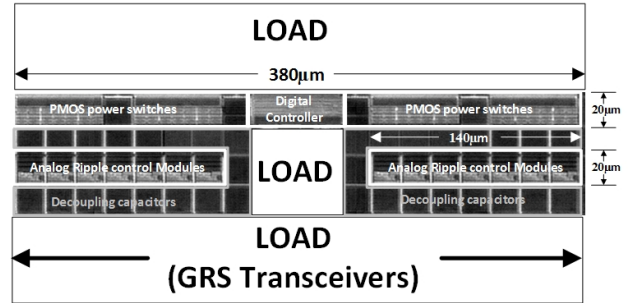 LOAD
380μm
PMOS power switches
Digital
Controller
PMOS power switches
20μm
140μm
Analog Ripple control Modules
LOAD
Analog Ripple control Modules
20μm
Decoupling capacitors
Decoupling capacitors
LOAD
(GRS Transceivers)